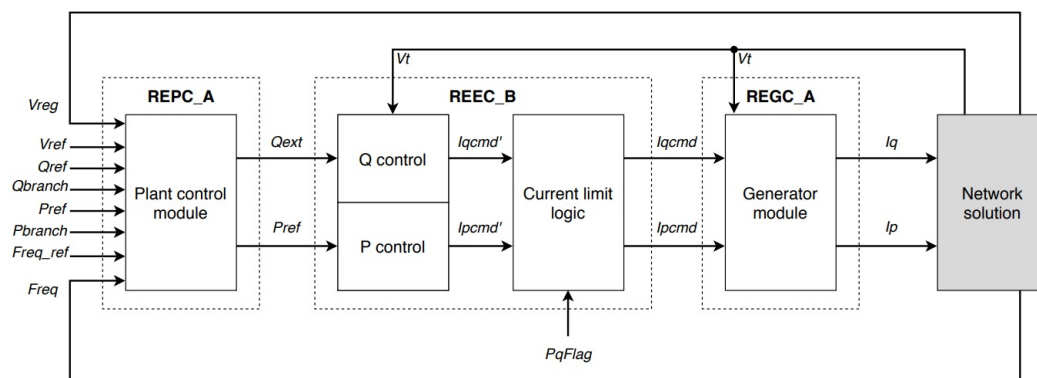 Vt
Vt
REPC_A
REEC_B
REGC_A
Vreg
Vref
Qref
Qbranch
Pref
Pbranch
Freq_ref
Freq
Plant control
module
Qext
Pref
Q control
P control
Iqcmd'
Ipcmd'
Current limit
logic
PqFlag
Iqcmd
Ipcmd
Generator
module
Iq
Ip
Network
solution